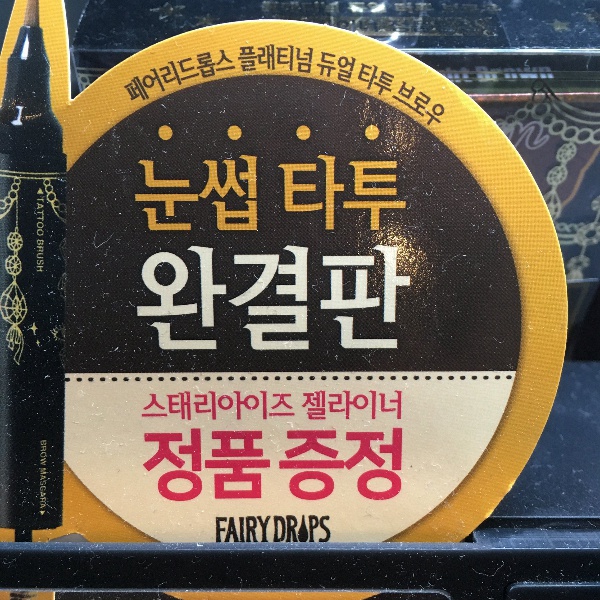 페어리드롭스 플래티넘 듀얼 타투 브로우
눈썹 타투
완결판
스태리아이즈 젤라이너
정품 증정
FAIRY DROPS
TATTOO BRUSH
BROW MASCARA